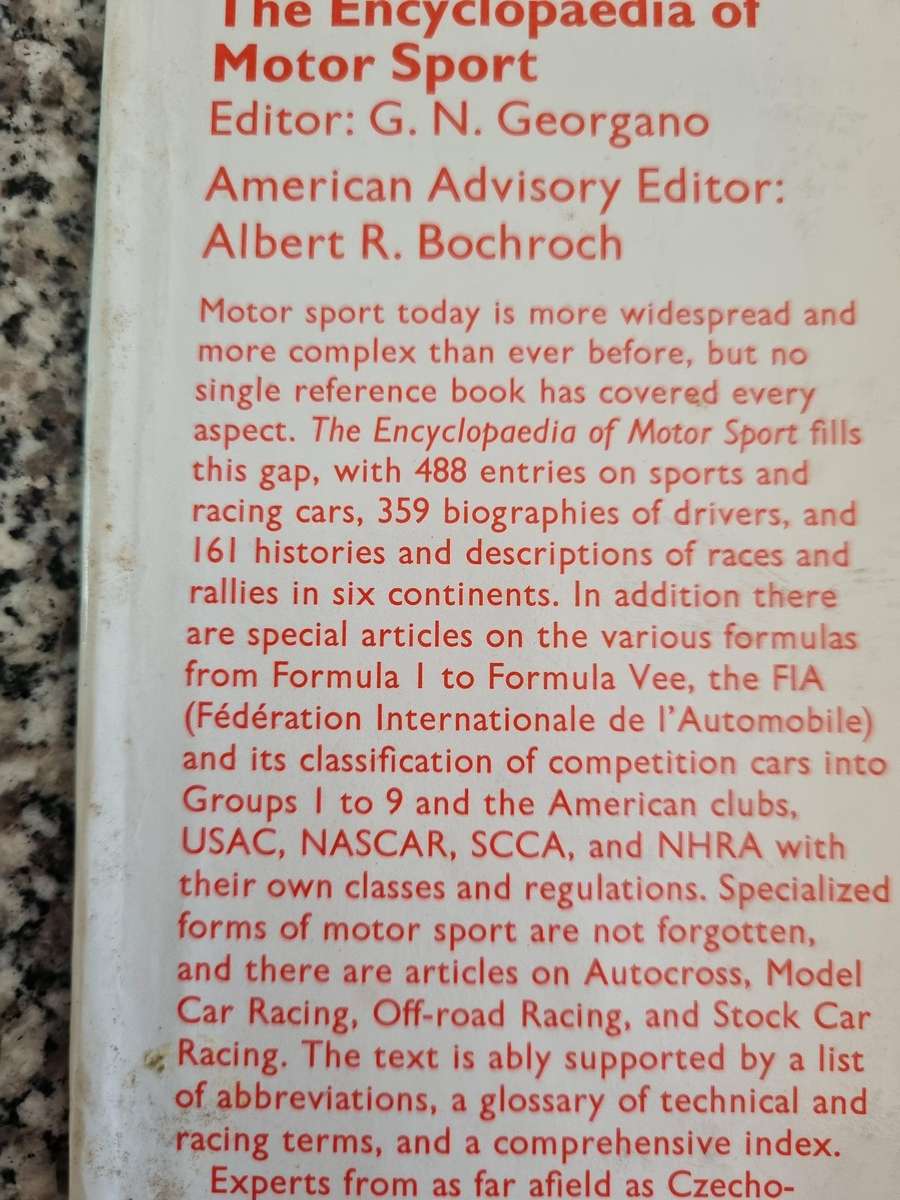 The Encyclopaedia of
Motor Sport
Editor: G. N. Georgano
American Advisory Editor:
Albert R. Bochroch
Motor sport today is more widespread and
more complex than ever before, but no
single reference book has covered every
aspect. The Encyclopaedia of Motor Sport fills
this gap, with 488 entries on sports and
racing cars, 359 biographies of drivers, and
161 histories and descriptions of races and
rallies in six continents. In addition there
are special articles on the various formulas
from Formula 1 to Formula Vee, the FIA
(Fédération Internationale de l'Automobile)
and its classification of competition cars into
Groups 1 to 9 and the American clubs,
USAC, NASCAR, SCCA, and NHRA with
their own classes and regulations. Specialized
forms of motor sport are not forgotten,
and there are articles on Autocross, Model
Car Racing, Off-road Racing, and Stock Car
Racing. The text is ably supported by a list
of abbreviations, a glossary of technical and
racing terms, and a comprehensive index.
Experts from as far afield as Czecho-